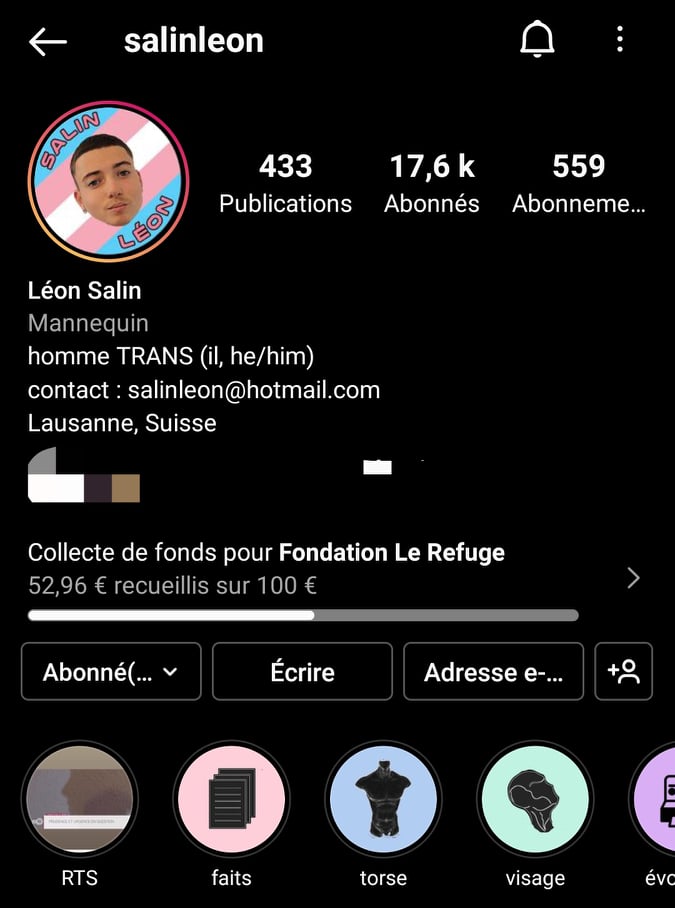 salinleon
SALIN
LÉON
433
Publications
17,6 k
Abonnés
559
Abonneme...
Léon Salin
Mannequin
homme TRANS (il, he/him)
contact : salinleon@hotmail.com
Lausanne, Suisse
Collecte de fonds pour Fondation Le Refuge
52,96 € recueillis sur 100 €
Abonné(...
Écrire
Adresse e-...
RTS
faits
torse
visage
évo